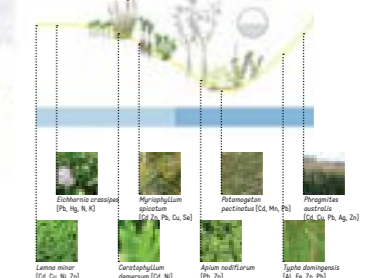 Eichhornia crassipes
[Pb, Hg, N, K]
Myriophyllum
spicatum
[Cd Zn, Pb, Cu, Se]
Potamogeton
pectinatus [Cd, Mn, Pb]
Phragmites
australis
[Cd, Cu, Pb, Ag, Zn]
Lemna minor
[Cd, Cu, Ni, Zn]
Ceratophyllum
demersum [Cd, Ni]
Apium nodiflorum
[Pb, Zn]
Typha domingensis
[Al, Fe, Zn, Pb]